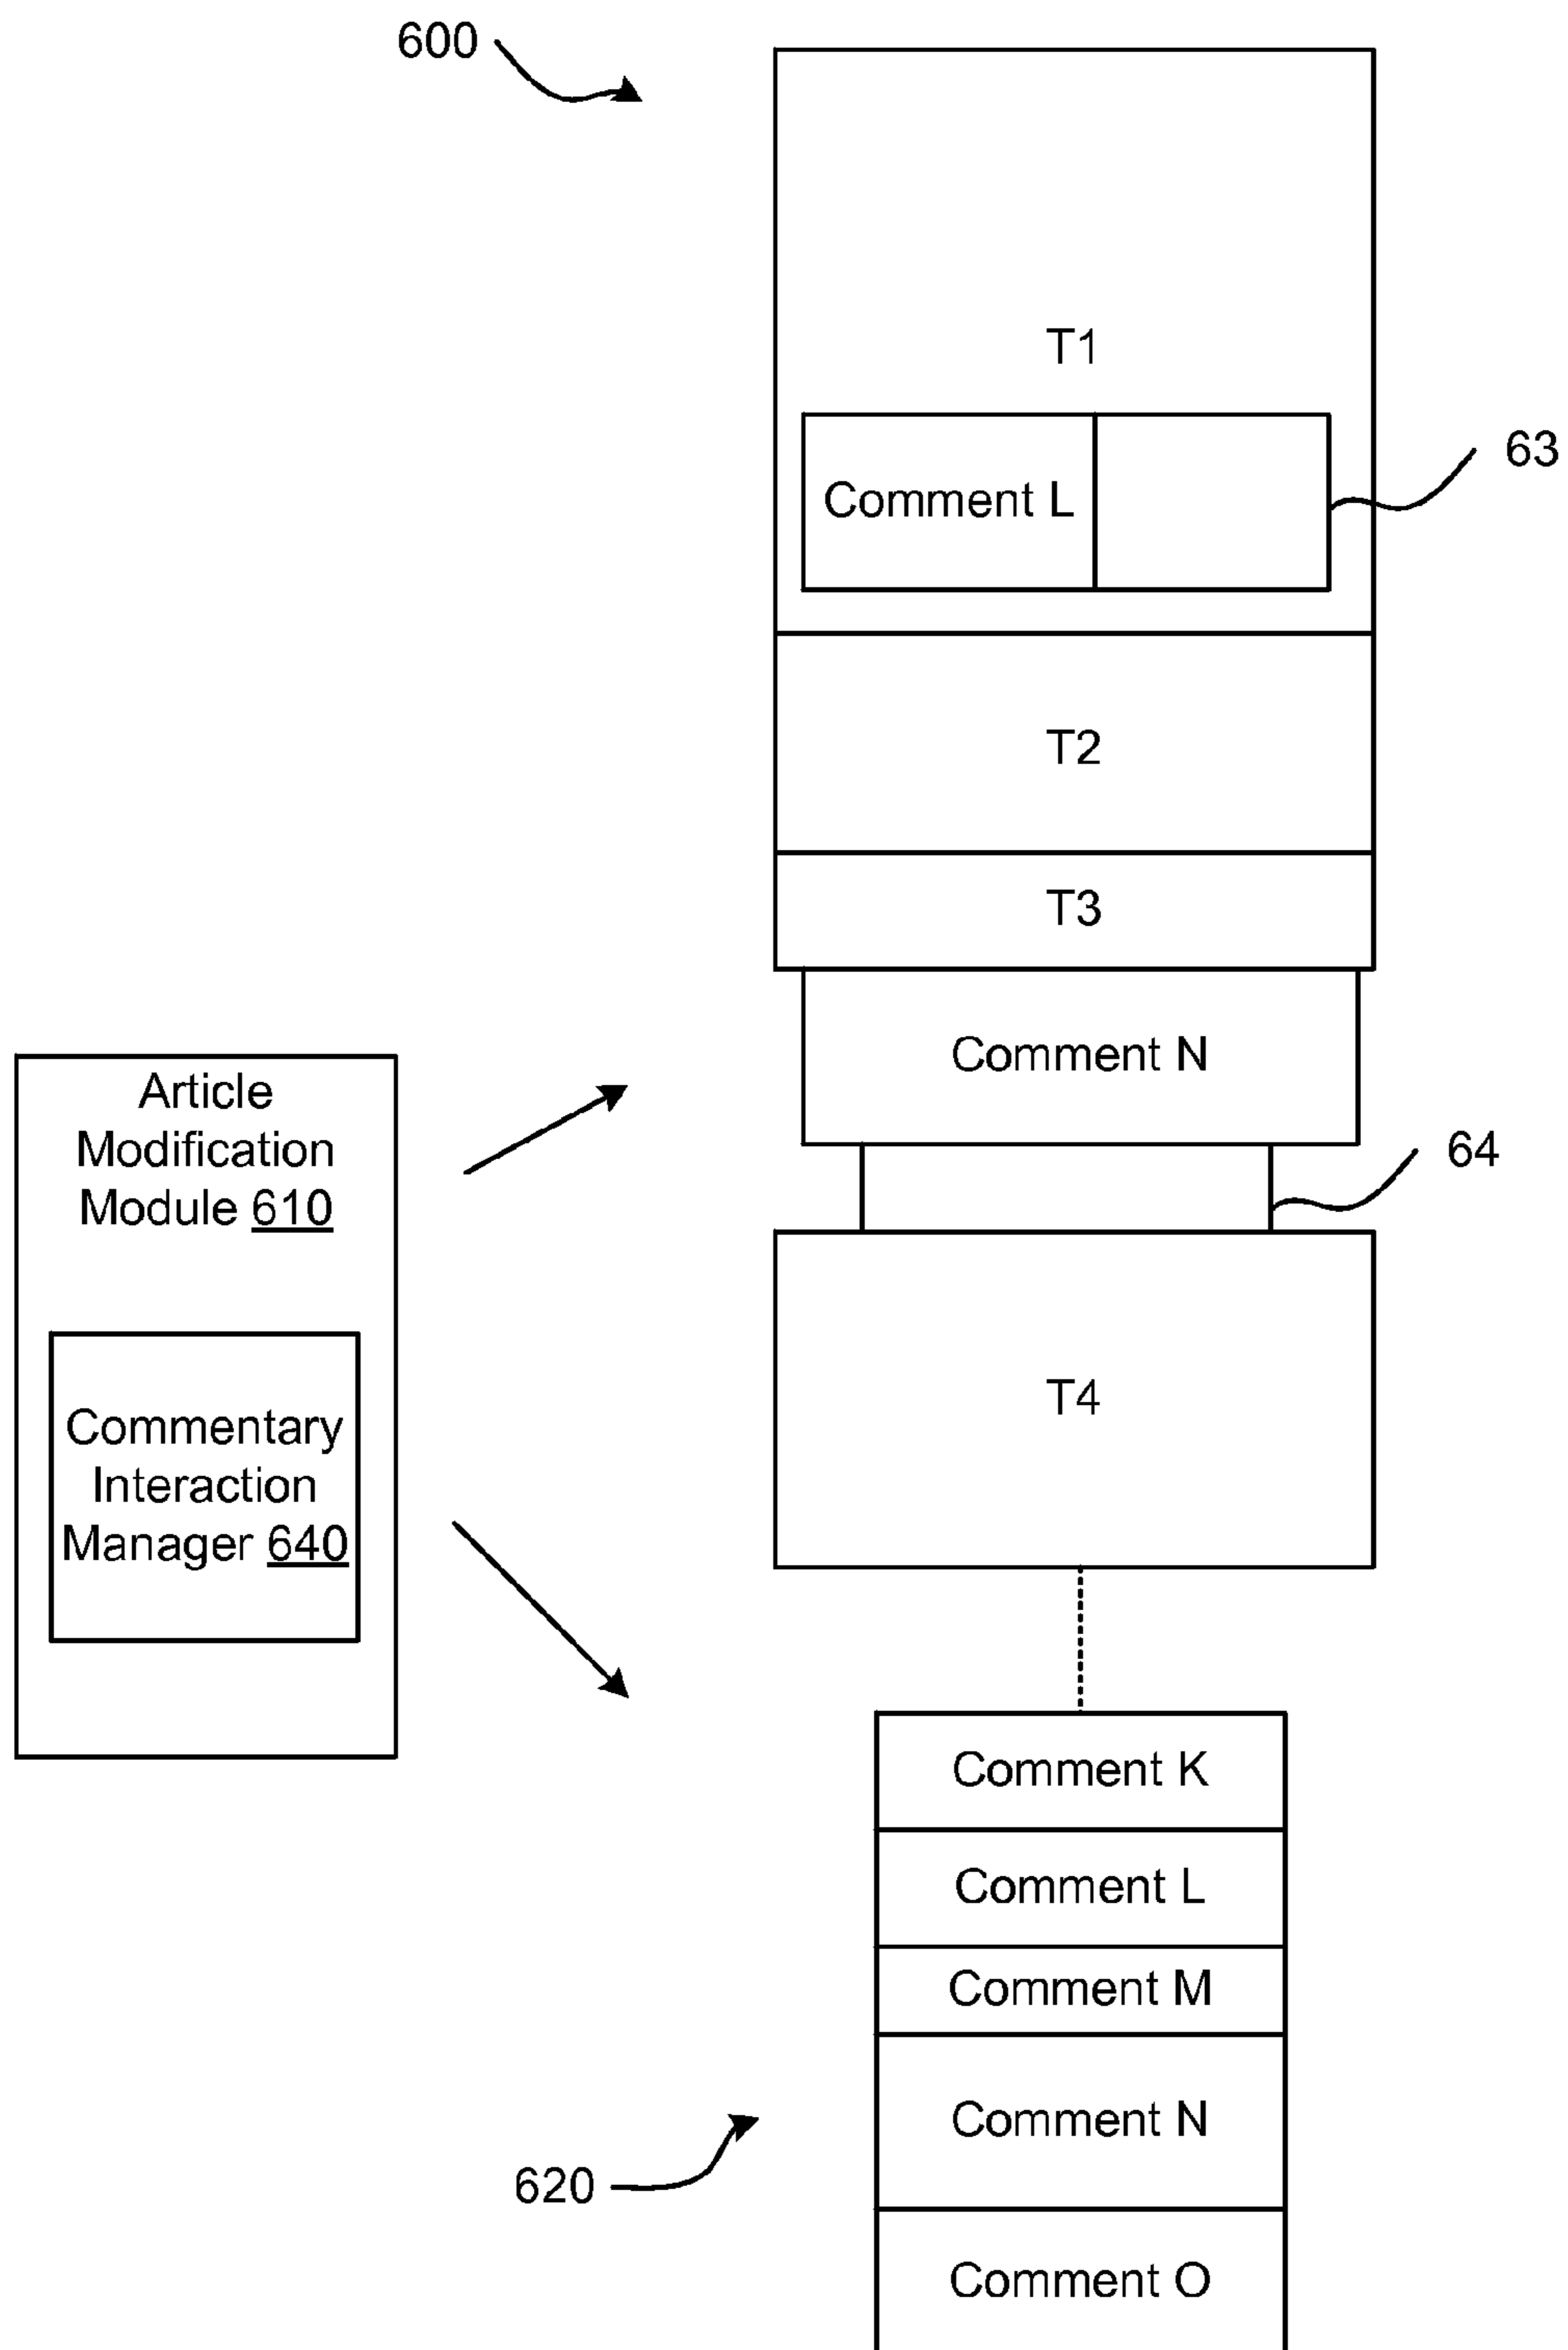 600
T1
Comment L
63
T2
T3
Comment N
64
Article
Modification
Module 610
Commentary
Interaction
Manager 640
T4
Comment K
Comment L
Comment M
Comment N
620
Comment O